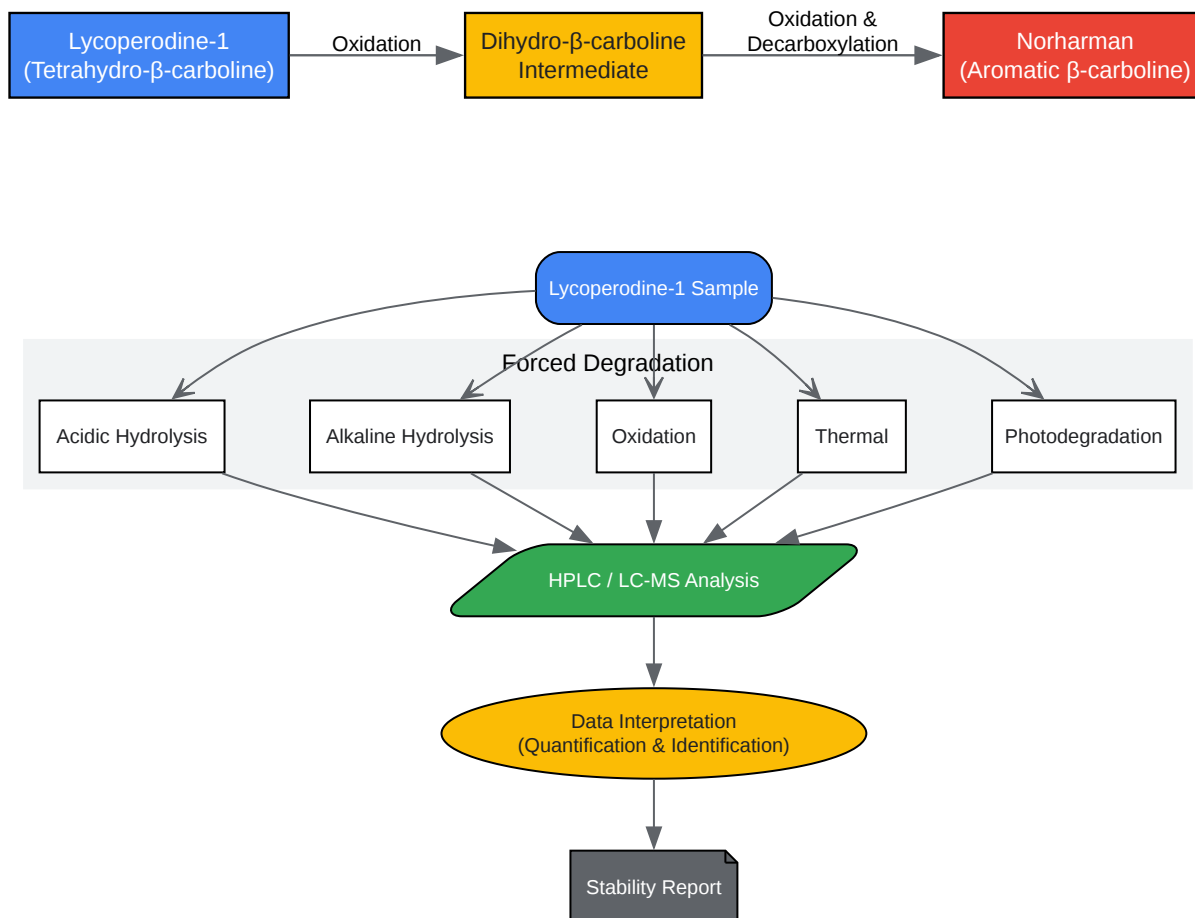 Lycoperodine-1
(Tetrahydro-β-carboline)
Oxidation
Dihydro-β-carboline
Intermediate
Oxidation &
Decarboxylation
Norharman
(Aromatic β-carboline)
Lycoperodine-1 Sample
Forced Degradation
Acidic Hydrolysis
Alkaline Hydrolysis
Oxidation
Thermal
Photodegradation
HPLC / LC-MS Analysis
Data Interpretation
(Quantification & Identification)
Stability Report